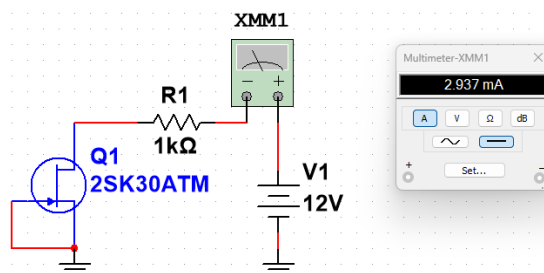 XMM1
Multimeter-XMM1
2.937 mA
A V Ω dB
Set...
+
R1
1kΩ
Q1
2SK30ATM
V1
12V